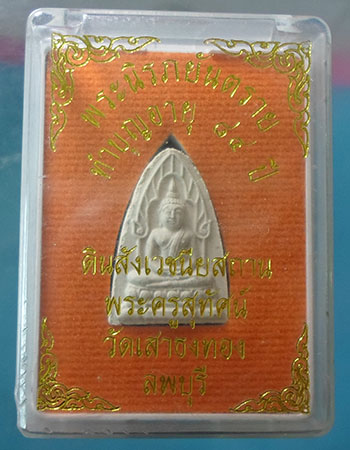 พระนิรภัยันตราย
ทำบุญอายุ ๘๔ ปี
ดินสังเวชนียสถาน
พระครูสุทัศน์
วัดเสาธงทอง
ลพบุรี